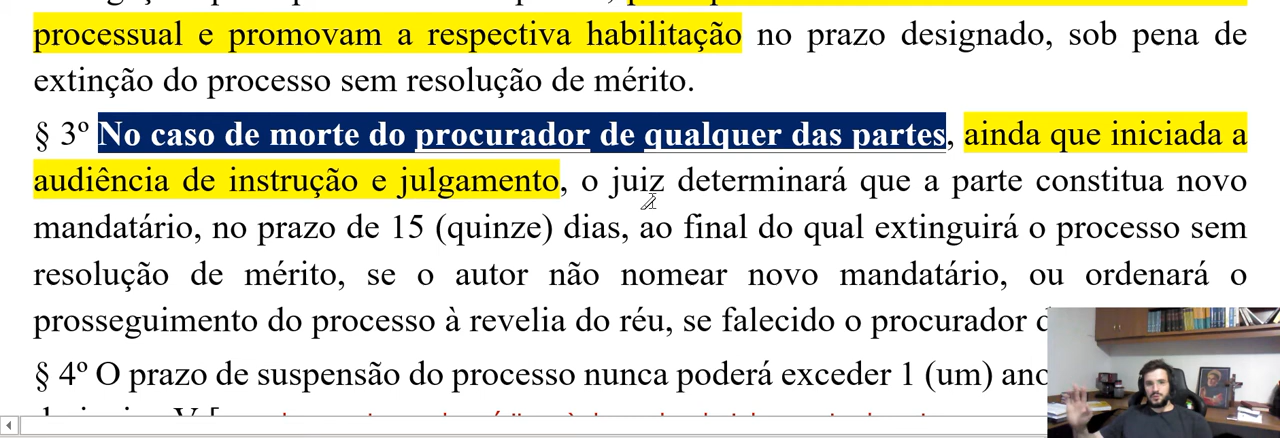 processual e promovam a respectiva habilitação no prazo designado, sob pena de
extinção do processo sem resolução de mérito.
§ 3º No caso de morte do procurador de qualquer das partes, ainda que iniciada a
audiência de instrução e julgamento, o juiz determinará que a parte constitua novo
mandatário, no prazo de 15 (quinze) dias, ao final do qual extinguirá o processo sem
resolução de mérito, se o autor não nomear novo mandatário, ou ordenará o
prosseguimento do processo à revelia do réu, se falecido o procurador
§ 4º O prazo de suspensão do processo nunca poderá exceder 1 (um)